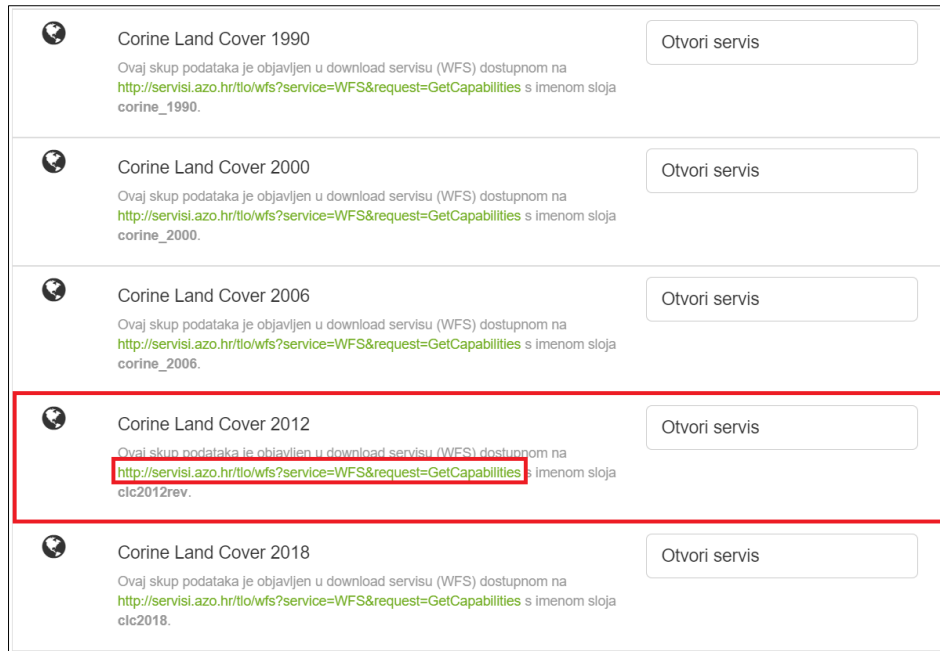 Corine Land Cover 1990
Otvori servis
Ovaj skup podataka je objavljen u download servisu (WFS) dostupnom na
http://servisi.azo.hr/tlo/wfs?service=WFS&request=GetCapabilities s imenom sloja
corine_1990.
Corine Land Cover 2000
Otvori servis
Ovaj skup podataka je objavljen u download servisu (WFS) dostupnom na
http://servisi.azo.hr/tlo/wfs?service=WFS&request=GetCapabilities s imenom sloja
corine_2000.
Corine Land Cover 2006
Otvori servis
Ovaj skup podataka je objavljen u download servisu (WFS) dostupnom na
http://servisi.azo.hr/tlo/wfs?service=WFS&request=GetCapabilities s imenom sloja
corine_2006.
Corine Land Cover 2012
Otvori servis
Ovaj skup podataka je objavljen u download servisu (WFS) dostupnom na
http://servisi.azo.hr/tlo/wfs?service=WFS&request=GetCapabilities s imenom sloja
clc2012rev.
Corine Land Cover 2018
Otvori servis
Ovaj skup podataka je objavljen u download servisu (WFS) dostupnom na
http://servisi.azo.hr/tlo/wfs?service=WFS&request=GetCapabilities s imenom sloja
clc2018.